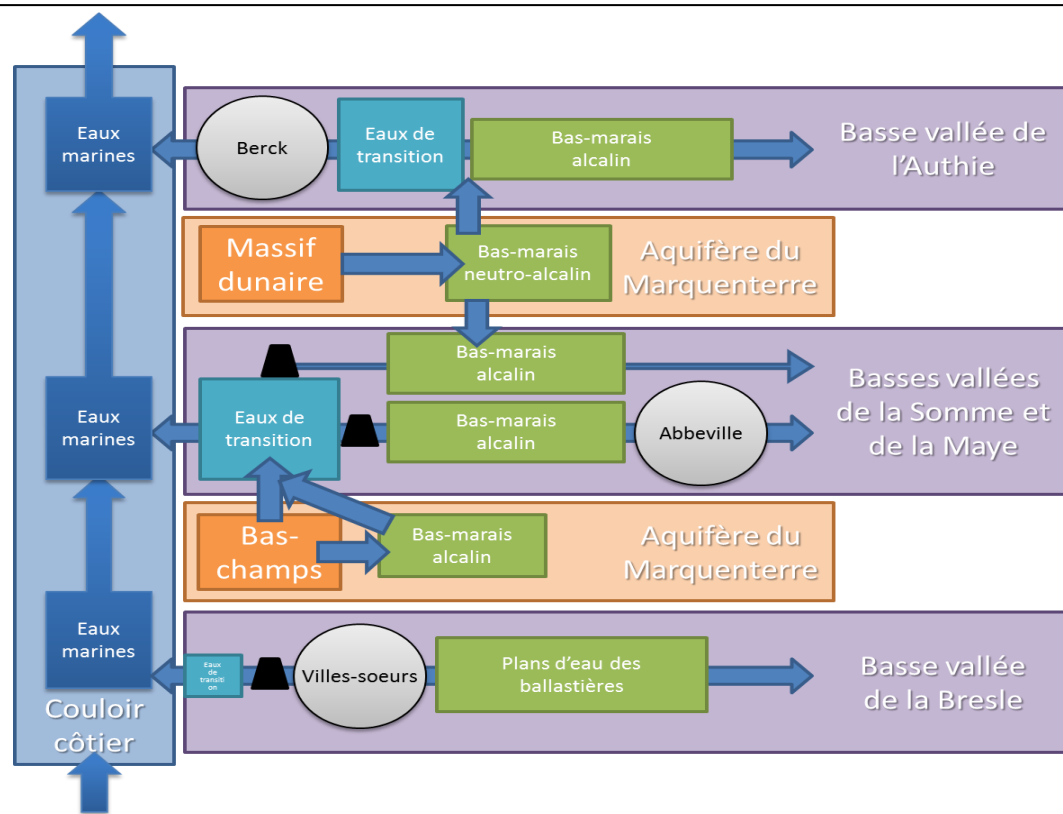 Eaux
marines
Berck
Eaux de
transition
Bas-marais
alcalin
Basse vallée de
l'Authie
Massif
dunaire
Bas-marais
neutro-alcalin
Aquifère du
Marquenterre
Bas-marais
alcalin
Eaux
marines
Eaux de
transition
Bas-marais
alcalin
Abbeville
Basses vallées
de la Somme et
de la Maye
Bas-
champs
Bas-marais
alcalin
Aquifère du
Marquenterre
Eaux
marines
Eaux
de
transiti
on
Villes-soeurs
Plans d'eau des
ballastières
Basse vallée
de la Bresle
Couloir
côtier